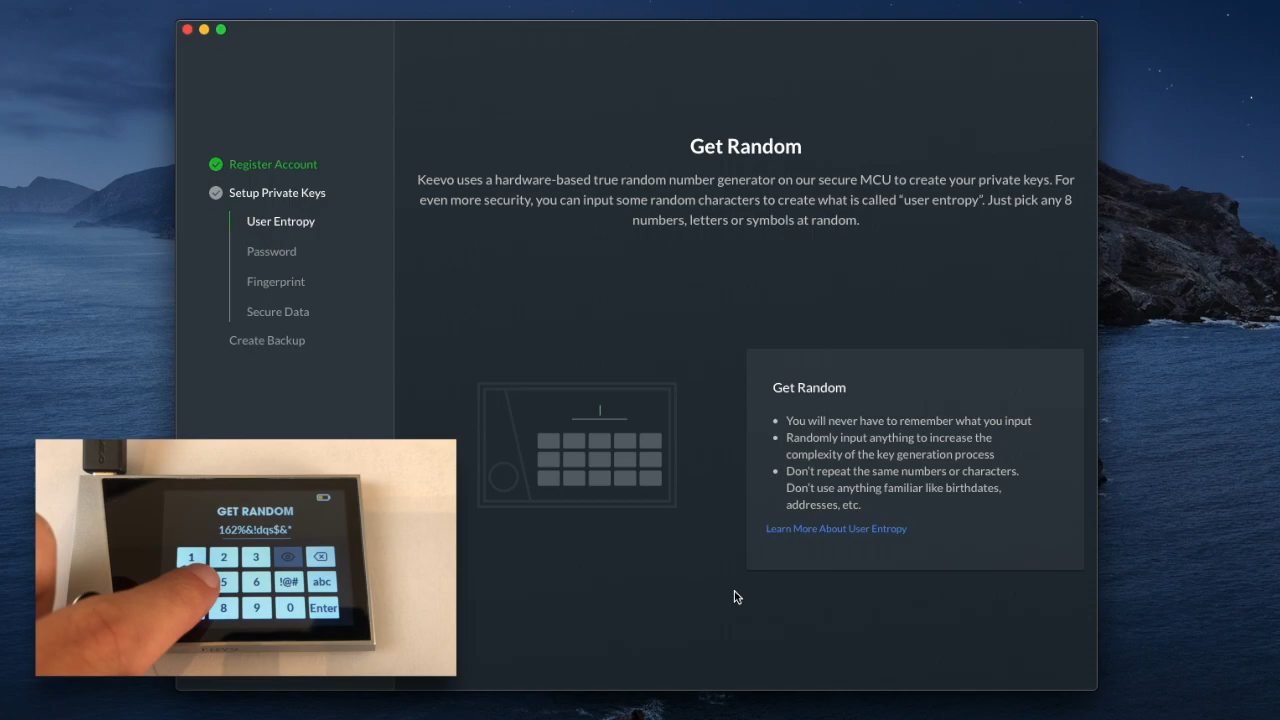 Get Random
Keevo uses a hardware-based true random number generator on our secure MCU to create your private keys. For
even more security, you can input some random characters to create what is called “user entropy”. Just pick any 8
numbers, letters or symbols at random.
Register Account
Setup Private Keys
User Entropy
Password
Fingerprint
Secure Data
Create Backup
Get Random
• You will never have to remember what you input
• Randomly input anything to increase the
complexity of the key generation process
• Don't repeat the same numbers or characters.
Don't use anything familiar like birthdates,
addresses, etc.
Learn More About User Entropy
GET RANDOM
162%&!dqs$&*
1 2 3
5 6 !@# abc
8 9 0 Enter